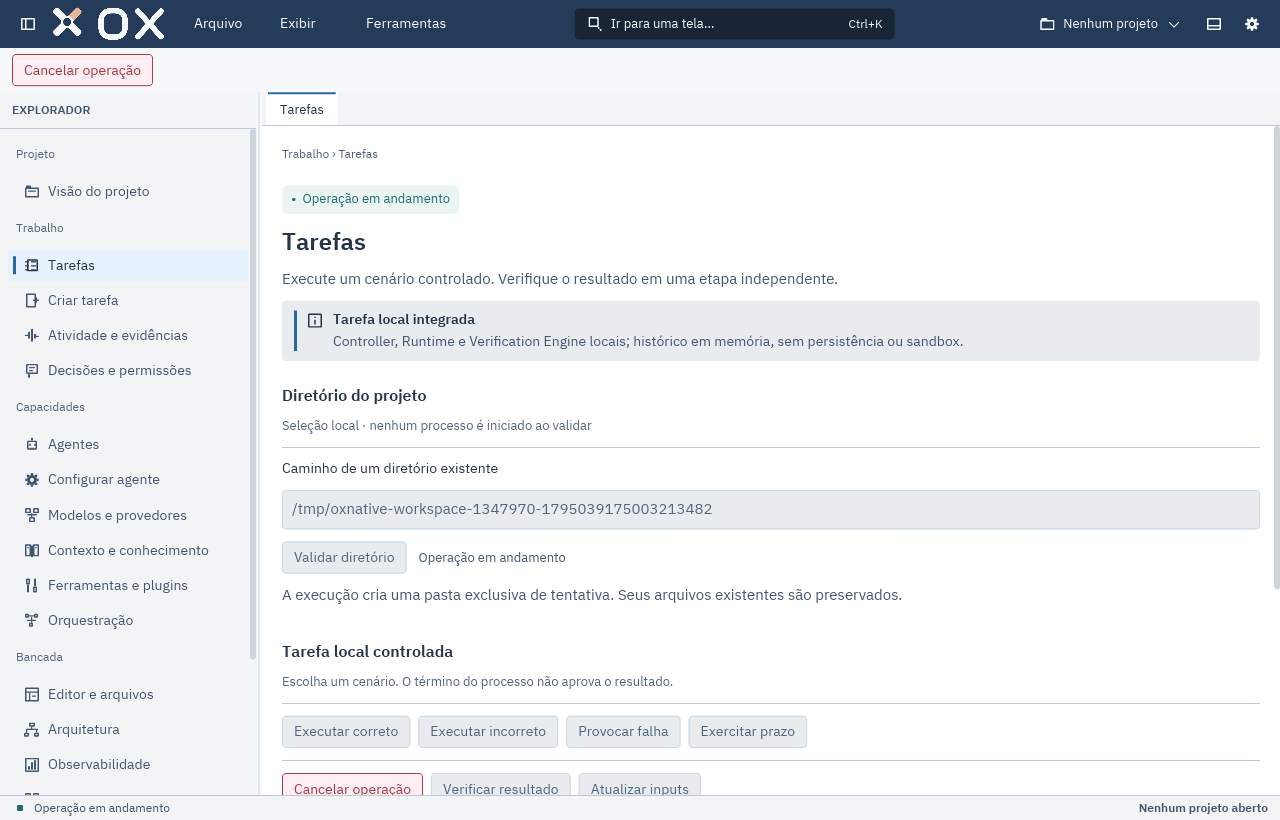 XOX
Arquivo
Exibir
Ferramentas
Ir para uma tela...
Ctrl+K
Nenhum projeto
Cancelar operação
EXPLORADOR
Projeto
Visão do projeto
Trabalho
Tarefas
Criar tarefa
Atividade e evidências
Decisões e permissões
Capacidades
Agentes
Configurar agente
Modelos e provedores
Contexto e conhecimento
Ferramentas e plugins
Orquestração
Bancada
Editor e arquivos
Arquitetura
Observabilidade
Tarefas
Trabalho › Tarefas
• Operação em andamento
Tarefas
Execute um cenário controlado. Verifique o resultado em uma etapa independente.
Tarefa local integrada
Controller, Runtime e Verification Engine locais; histórico em memória, sem persistência ou sandbox.
Diretório do projeto
Seleção local · nenhum processo é iniciado ao validar
Caminho de um diretório existente
/tmp/oxnative-workspace-1347970-1795039175003213482
Validar diretório
Operação em andamento
A execução cria uma pasta exclusiva de tentativa. Seus arquivos existentes são preservados.
Tarefa local controlada
Escolha um cenário. O término do processo não aprova o resultado.
Executar correto
Executar incorreto
Provocar falha
Exercitar prazo
Cancelar operação
Verificar resultado
Atualizar inputs
Operação em andamento
Nenhum projeto aberto